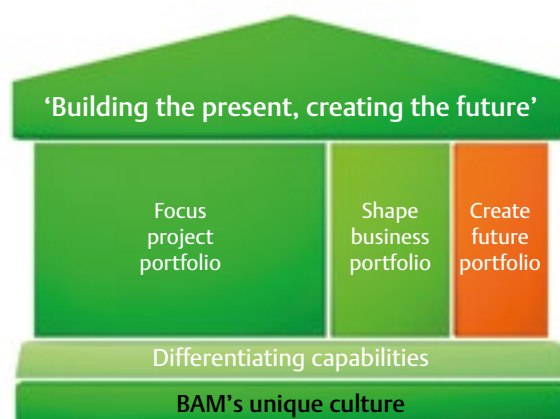 ‘Building the present, creating the future’
Focus
project
portfolio
Shape
business
portfolio
Create
future
portfolio
Differentiating capabilities
BAM's unique culture